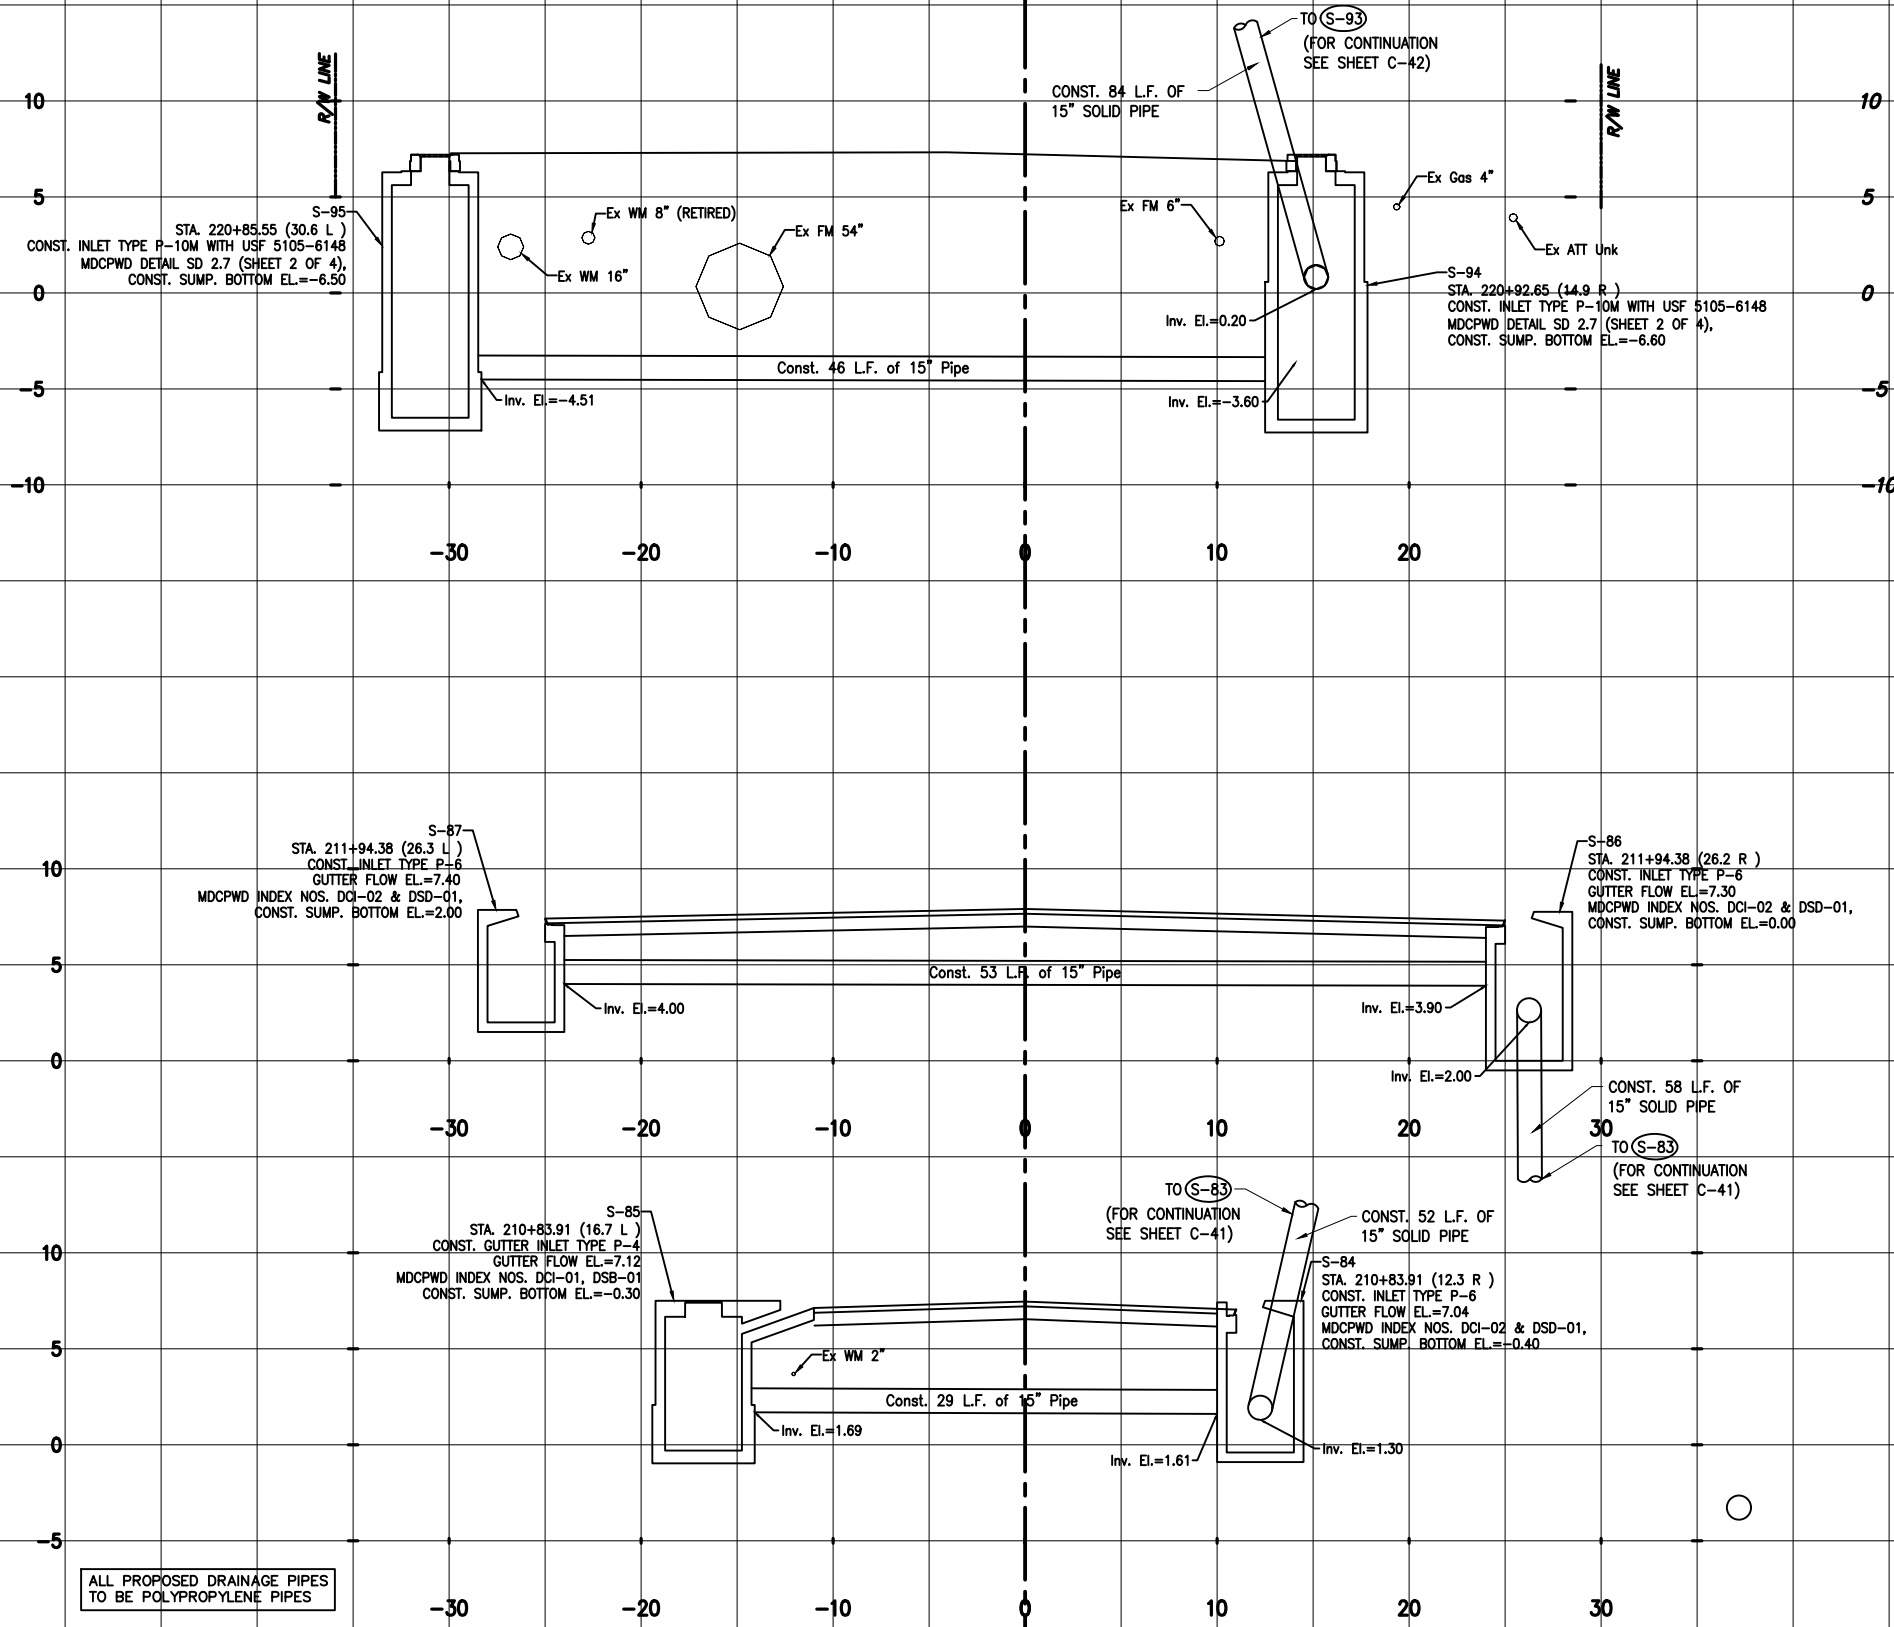 TO S-93
(FOR CONTINUATION
SEE SHEET C-42)
R/W LINE
R/W LINE
CONST. 84 L.F. OF
15" SOLID PIPE
10
10
5
5
0
0
-5
-5
-10
-10
S-95
STA. 220+85.55 (30.6 L )
CONST. INLET TYPE P-10M WITH USF 5105-6148
MDCPWD DETAIL SD 2.7 (SHEET 2 OF 4),
CONST. SUMP. BOTTOM EL.=-6.50
Ex WM 8" (RETIRED)
Ex WM 16"
Ex FM 54"
Ex FM 6"
Ex Gas 4"
Ex ATT Unk
S-94
STA. 220+92.65 (14.9 R )
CONST. INLET TYPE P-10M WITH USF 5105-6148
MDCPWD DETAIL SD 2.7 (SHEET 2 OF 4),
CONST. SUMP. BOTTOM EL.=-6.60
Inv. El.=0.20
Const. 46 L.F. of 15" Pipe
Inv. El.=-4.51
Inv. El.=-3.60
-30 -20 -10 0 10 20
S-87
STA. 211+94.38 (26.3 L )
CONST. INLET TYPE P-6
GUTTER FLOW EL.=7.40
MDCPWD INDEX NOS. DCI-02 & DSD-01,
CONST. SUMP. BOTTOM EL.=2.00
S-86
STA. 211+94.38 (26.2 R )
CONST. INLET TYPE P-6
GUTTER FLOW EL.=7.30
MDCPWD INDEX NOS. DCI-02 & DSD-01,
CONST. SUMP. BOTTOM EL.=0.00
10
5
0
Const. 53 L.F. of 15" Pipe
Inv. El.=4.00
Inv. El.=3.90
Inv. El.=2.00
CONST. 58 L.F. OF
15" SOLID PIPE
-30 -20 -10 0 10 20 30
TO S-83
(FOR CONTINUATION
SEE SHEET C-41)
TO S-83
(FOR CONTINUATION
SEE SHEET C-41)
CONST. 52 L.F. OF
15" SOLID PIPE
S-85
STA. 210+83.91 (16.7 L )
CONST. GUTTER INLET TYPE P-4
GUTTER FLOW EL.=7.12
MDCPWD INDEX NOS. DCI-01, DSB-01
CONST. SUMP. BOTTOM EL.=-0.30
S-84
STA. 210+83.91 (12.3 R )
CONST. INLET TYPE P-6
GUTTER FLOW EL.=7.04
MDCPWD INDEX NOS. DCI-02 & DSD-01,
CONST. SUMP. BOTTOM EL.=-0.40
10
5
0
-5
Ex WM 2"
Const. 29 L.F. of 15" Pipe
Inv. El.=1.69
Inv. El.=1.61
Inv. El.=1.30
ALL PROPOSED DRAINAGE PIPES
TO BE POLYPROPYLENE PIPES
-30 -20 -10 0 10 20 30